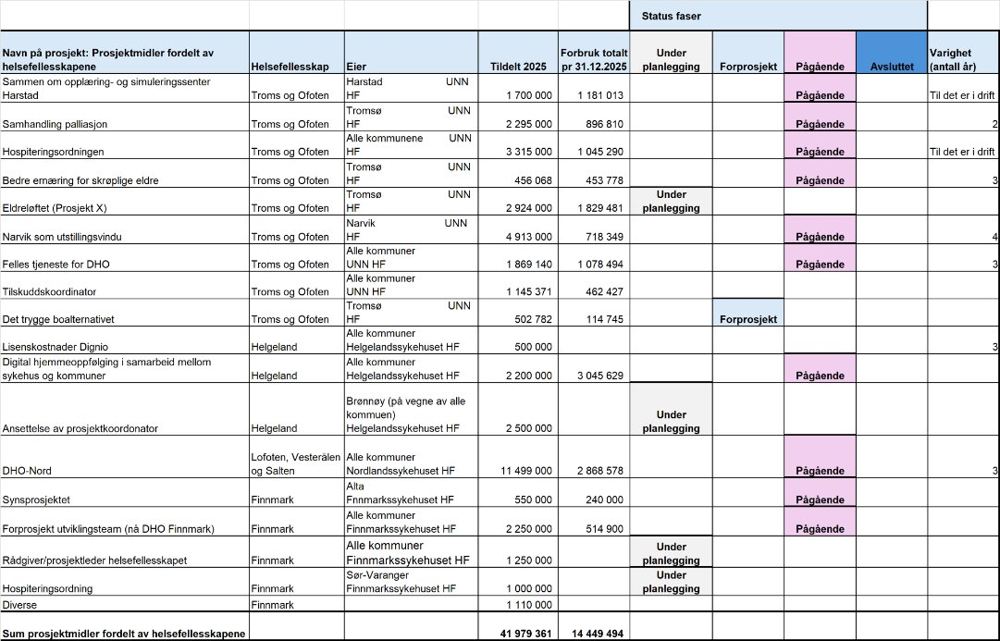 Status faser
Navn på prosjekt: Prosjektmidler fordelt av
helsefellesskapene Helsefellesskap Eier Tildelt 2025 Forbruk totalt
pr 31.12.2025 Under
planlegging Forprosjekt Pågående Avsluttet Varighet
(antall år)
Sammen om opplæring- og simuleringssenter
Harstad Troms og Ofoten Harstad UNN
HF 1 700 000 1 181 013 Pågående Til det er i drift
Samhandling palliasjon Troms og Ofoten Tromsø UNN
HF 2 295 000 896 810 Pågående 2
Hospiteringsordningen Troms og Ofoten Alle kommunene UNN
HF 3 315 000 1 045 290 Pågående Til det er i drift
Bedre ernæring for skrøplige eldre Troms og Ofoten Tromsø UNN
HF 456 068 453 778 Pågående 3
Eldreløftet (Prosjekt X) Troms og Ofoten Tromsø UNN
HF 2 924 000 1 829 481 Under
planlegging
Narvik som utstillingsvindu Troms og Ofoten Narvik UNN
HF 4 913 000 718 349 Pågående 4
Felles tjeneste for DHO Troms og Ofoten Alle kommuner
UNN HF 1 869 140 1 078 494 Pågående 3
Tilskuddskoordinator Troms og Ofoten Alle kommuner
UNN HF 1 145 371 462 427
Det trygge boalternativet Troms og Ofoten Tromsø UNN
HF 502 782 114 745 Forprosjekt
Lisenskostnader Dignio Helgeland Alle kommuner
Helgelandssykehuset HF 500 000 3
Digital hjemmeoppfølging i samarbeid mellom
sykehus og kommuner Helgeland Alle kommuner
Helgelandssykehuset HF 2 200 000 3 045 629 Pågående
Ansettelse av prosjektkoordonator Helgeland Brønnøy (på vegne av alle
kommuen)
Helgelandssykehuset HF 2 500 000 Under
planlegging
DHO-Nord Lofoten, Vesterålen
og Salten Alle kommuner
Nordlandssykehuset HF 11 499 000 2 868 578 Pågående 3
Synsprosjektet Finnmark Alta
Fnnmarkssykehuset HF 550 000 240 000 Pågående
Forprosjekt utviklingsteam (nå DHO Finnmark) Finnmark Alle kommuner
Finnmarkssykehuset HF 2 250 000 514 900 Pågående
Rådgiver/prosjektleder helsefellesskapet Finnmark Alle kommuner
Finnmarkssykehuset HF 1 250 000 Under
planlegging
Hospiteringsordning Finnmark Sør-Varanger
Finnmarkssykehuset HF 1 000 000 Under
planlegging
Diverse Finnmark 1 110 000
Sum prosjektmidler fordelt av helsefellesskapene 41 979 361 14 449 494